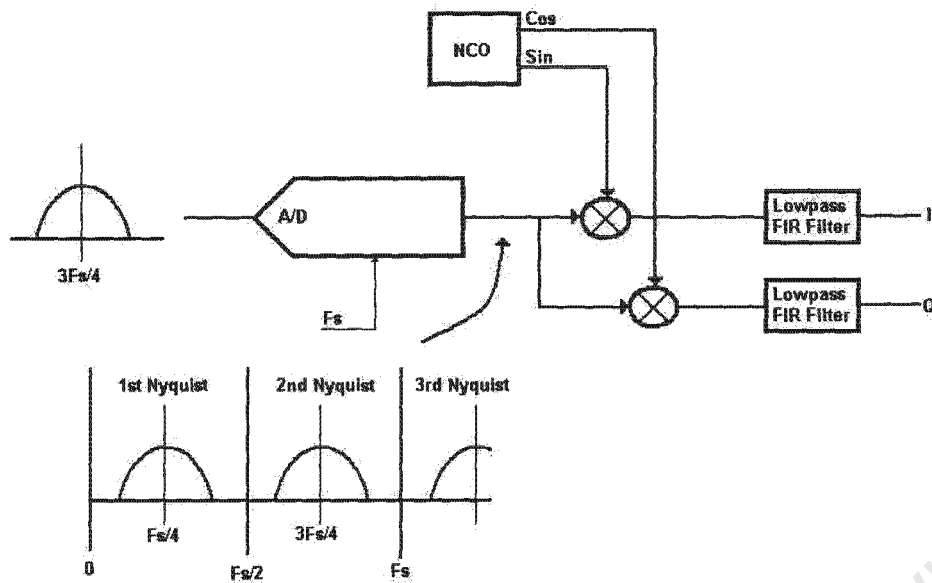 Cos
NCO
Sin
A/D
Lowpass
FIR Filter
I
3Fs/4
Lowpass
FIR Filter
Q
Fs
1st Nyquist
2nd Nyquist
3rd Nyquist
Fs/4
3Fs/4
0
Fs/2
Fs